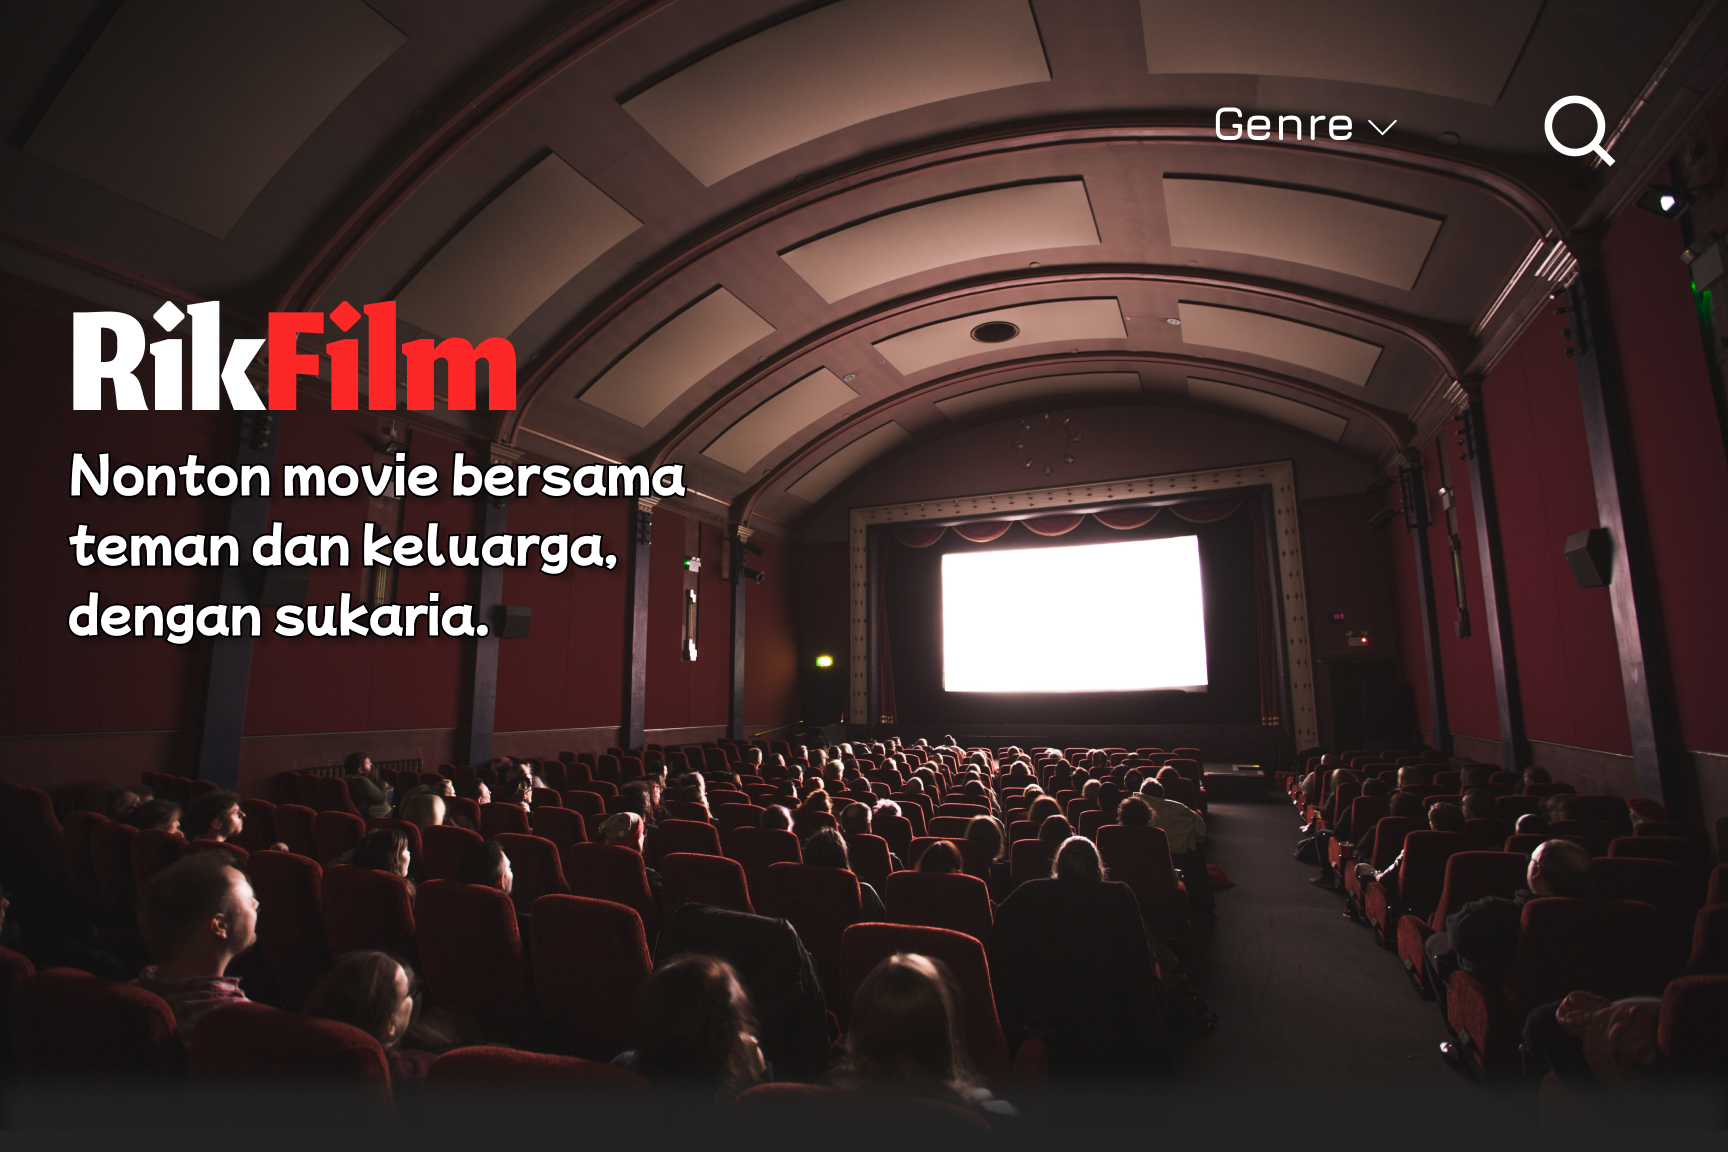 Genre
RikFilm
Nonton movie bersama
teman dan keluarga,
dengan sukaria.